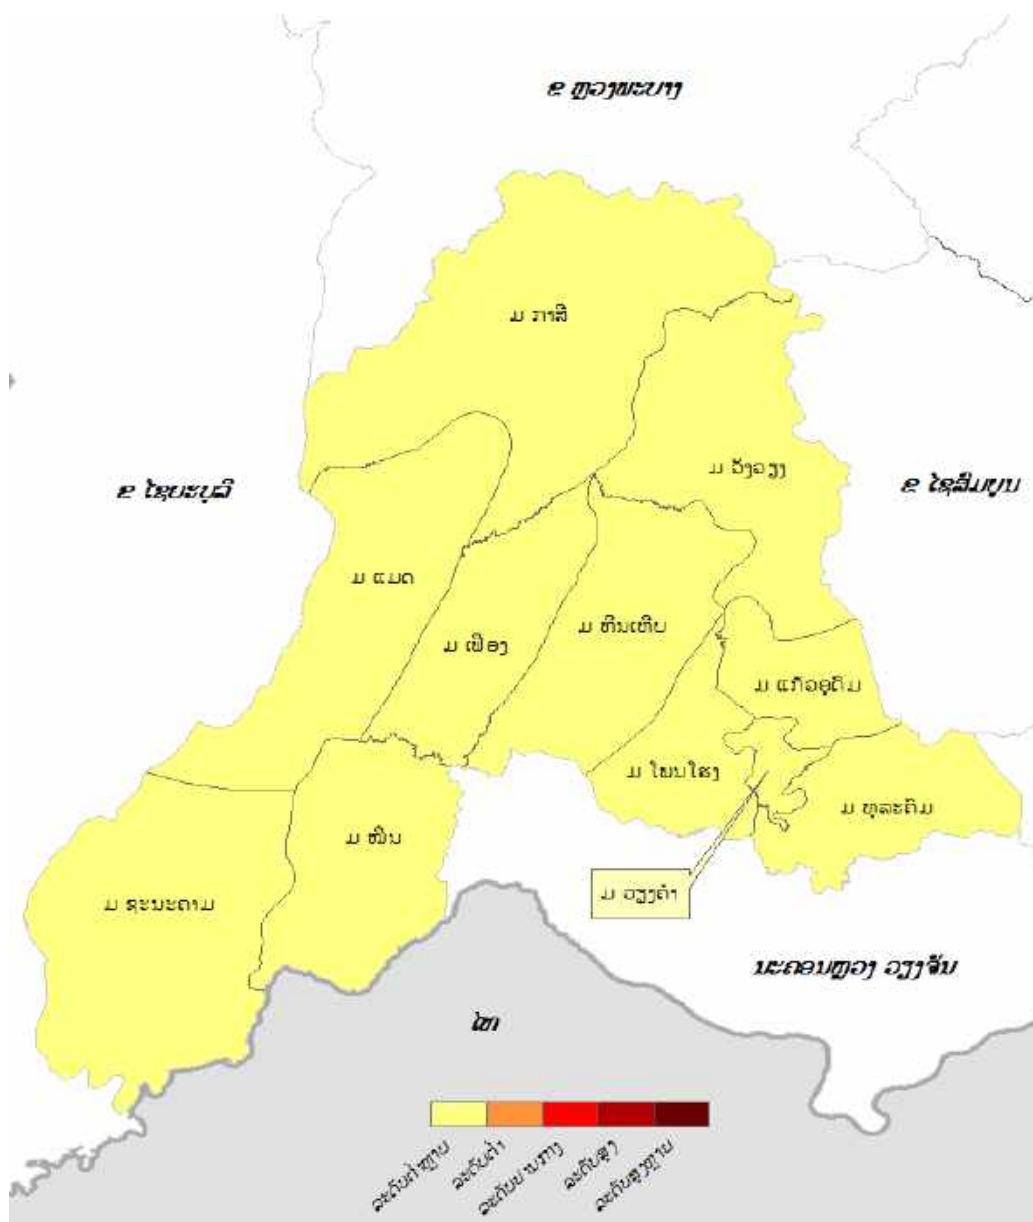 ຂ ຫຼວງພະບາງ
ມ ກາສີ
ມ ວັງວຽງ
ຂ ໄຊຍະບູລີ
ຂ ໄຊສົມບູນ
ມ ແມດ
ມ ຫີນເຫີບ
ມ ເຟືອງ
ມ ແກ້ວອຸດົມ
ມ ໂພນໂຮງ
ມ ທຸລະຄົມ
ມ ໝື່ນ
ມ ຊະນະຄາມ
ມ ວຽງຄຳ
ນະຄອນຫຼວງ ວຽງຈັນ
ໄທ
ລະດັບຕ່ຳຫຼາຍ
ລະດັບຕ່ຳ
ລະດັບປານກາງ
ລະດັບສູງ
ລະດັບສູງຫຼາຍ